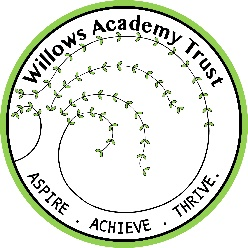 Willows Academy Trust
ASPIRE . ACHIEVE . THRIVE.